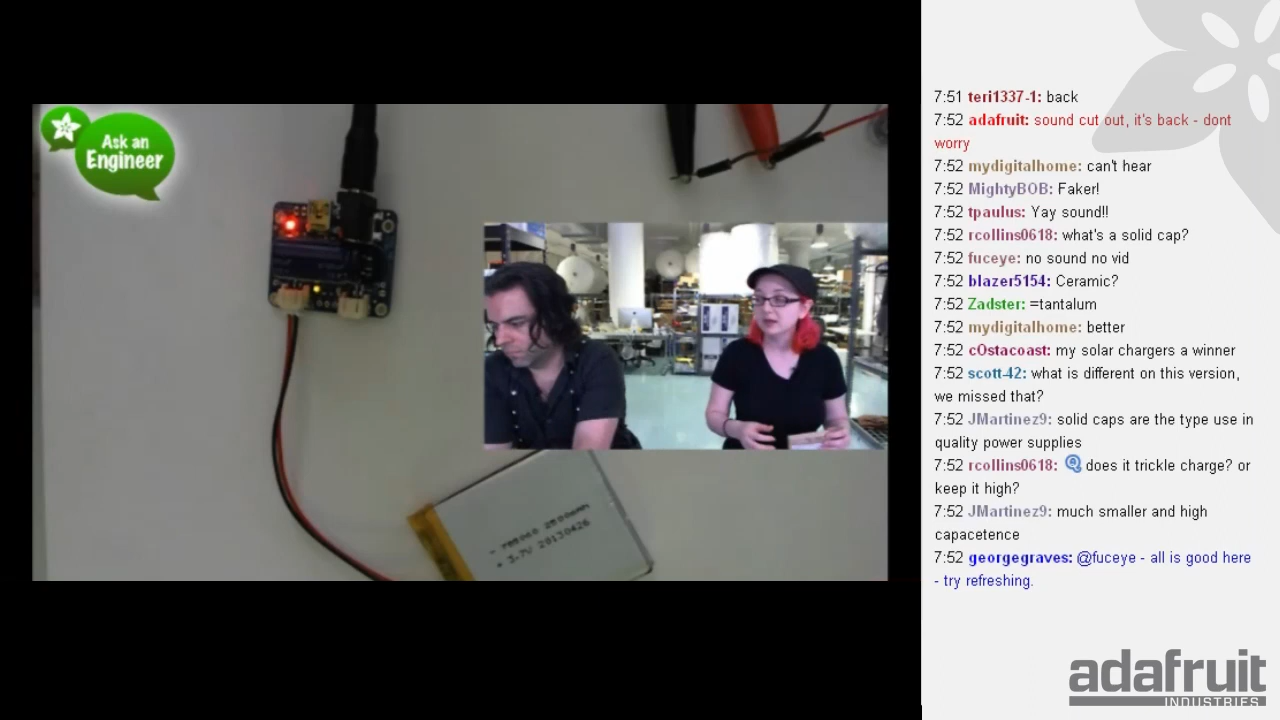 Ask an
Engineer
- 785060 2500mAH
+ 3.7V 20130426
7:51 teri1337-1: back
7:52 adafruit: sound cut out, it's back - dont
worry
7:52 mydigitalhome: can't hear
7:52 MightyBOB: Faker!
7:52 tpaulus: Yay sound!!
7:52 rcollins0618: what's a solid cap?
7:52 fuceye: no sound no vid
7:52 blazer5154: Ceramic?
7:52 Zadster: =tantalum
7:52 mydigitalhome: better
7:52 cOstacoast: my solar chargers a winner
7:52 scott-42: what is different on this version,
we missed that?
7:52 JMartinez9: solid caps are the type use in
quality power supplies
7:52 rcollins0618: does it trickle charge? or
keep it high?
7:52 JMartinez9: much smaller and high
capacetence
7:52 georgegraves: @fuceye - all is good here
- try refreshing.
adafruit
INDUSTRIES